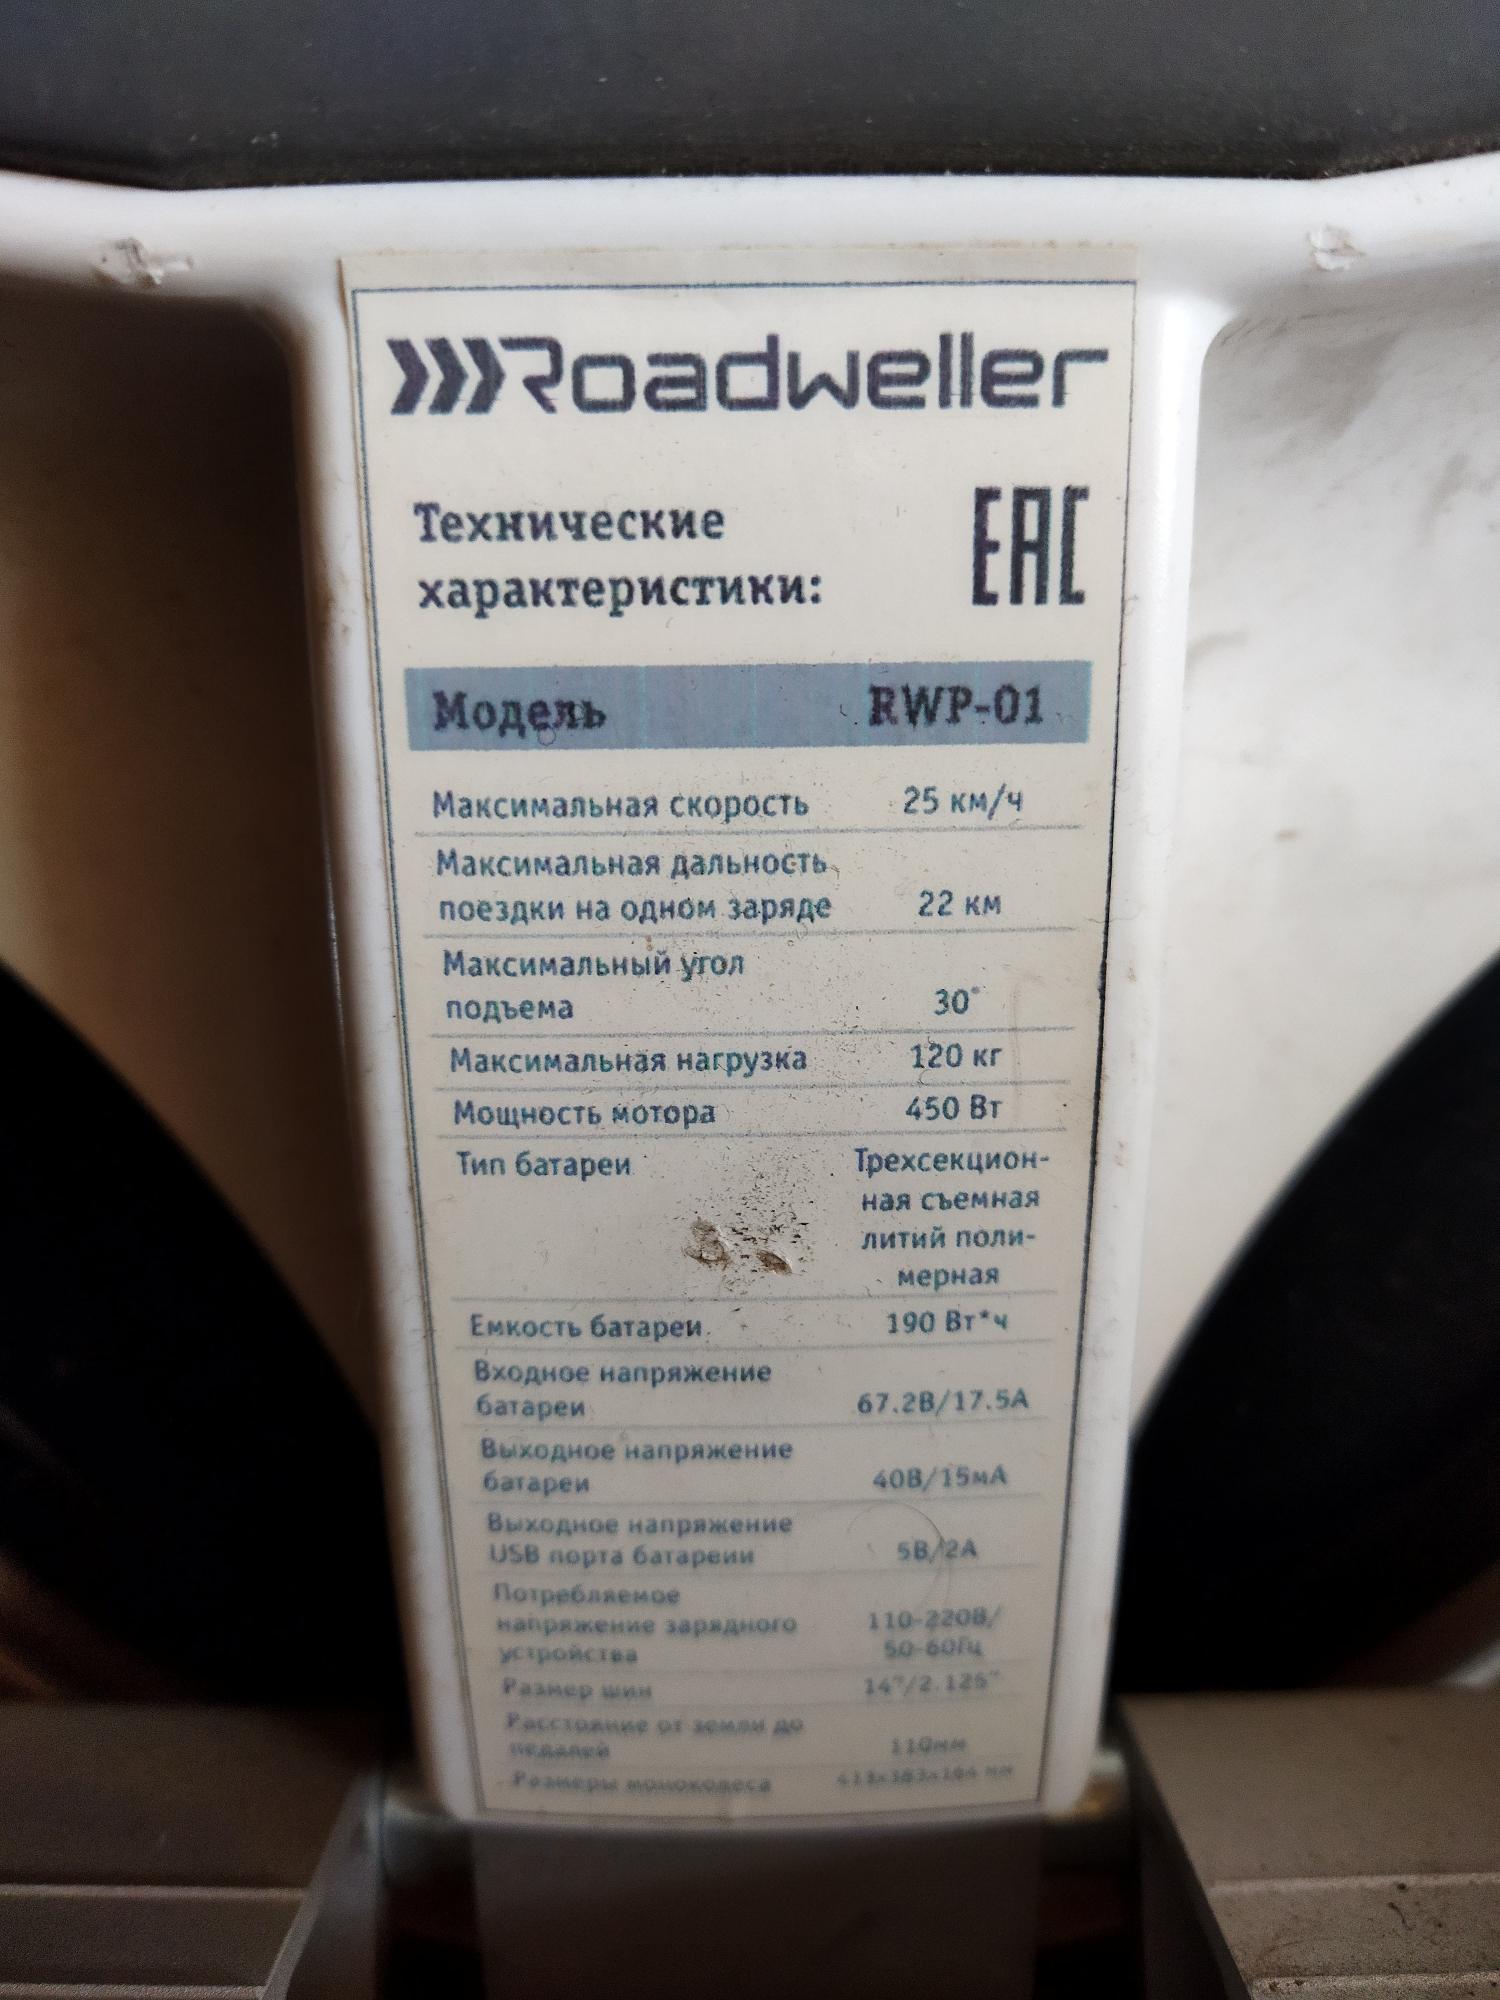 Roadweller
Технические
характеристики:
EAC
Модель RWP-01
Максимальная скорость 25 км/ч
Максимальная дальность
поездки на одном заряде 22 км
Максимальный угол
подъема 30°
Максимальная нагрузка 120 кг
Мощность мотора 450 Вт
Тип батареи Трехсекцион-
ная съемная
литий поли-
мерная
Емкость батареи 190 Вт*ч
Входное напряжение
батареи 67.2В/17.5А
Выходное напряжение
батареи 40В/15мА
Выходное напряжение
USB порта батареии 5В/2А
Потребляемое
напряжение зарядного 110-220В/
устройства 50-60Гц
Размер шин 14"/2.125"
Расстояние от земли до
педалей 110мм
Размеры моноколеса